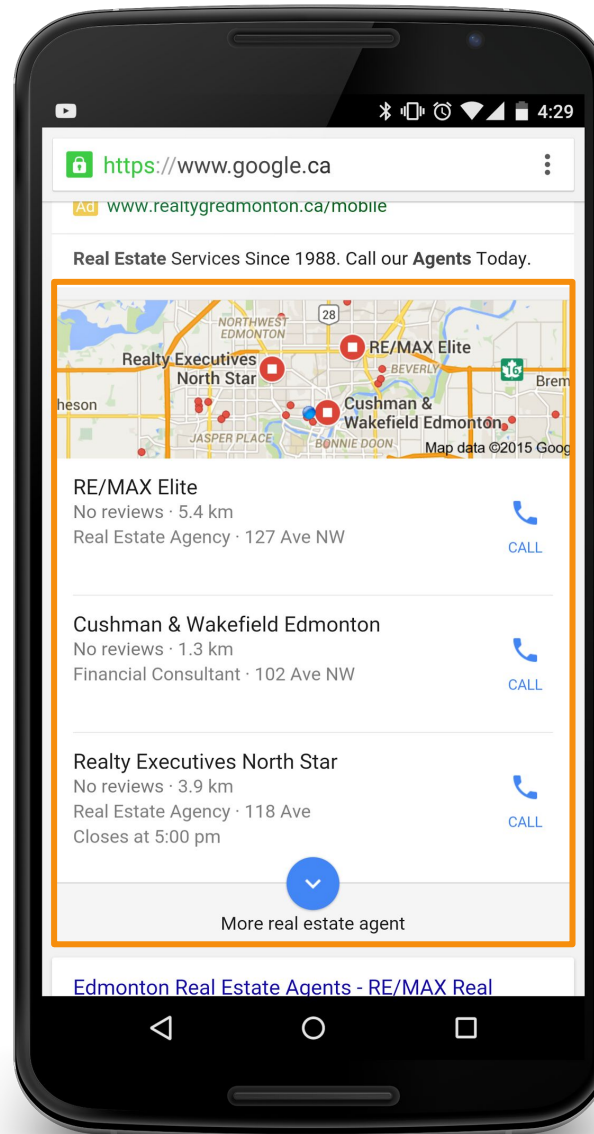 4:29
https://www.google.ca
Ad www.realtygredmonton.ca/mobile
Real Estate Services Since 1988. Call our Agents Today.
28
NORTHWEST
EDMONTON
RE/MAX Elite
Realty Executives
North Star
BEVERLY
16
Brem
heson
Cushman &
Wakefield Edmonton
JASPER PLACE
BONNIE DOON
Map data ©2015 Goog
RE/MAX Elite
No reviews · 5.4 km
Real Estate Agency · 127 Ave NW
CALL
Cushman & Wakefield Edmonton
No reviews · 1.3 km
Financial Consultant · 102 Ave NW
CALL
Realty Executives North Star
No reviews · 3.9 km
Real Estate Agency · 118 Ave
Closes at 5:00 pm
CALL
More real estate agent
Edmonton Real Estate Agents - RE/MAX Real